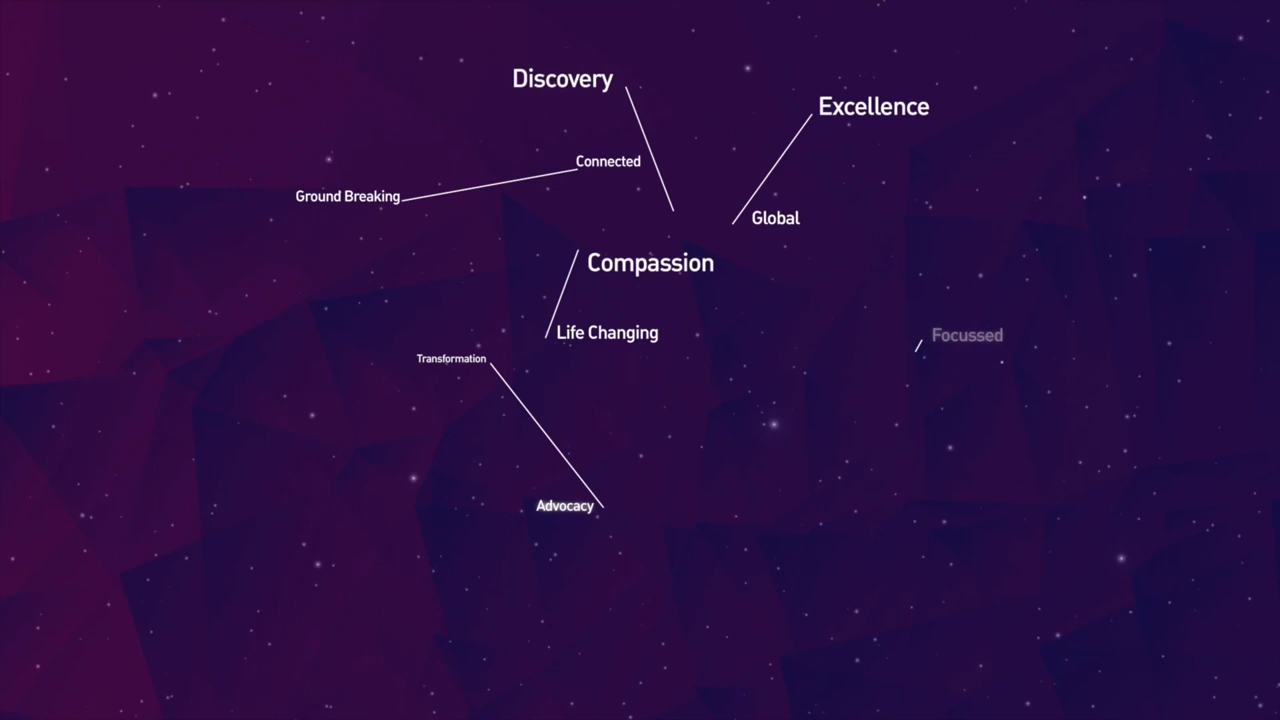 Discovery
Excellence
Connected
Ground Breaking
Global
Compassion
Life Changing
Focussed
Transformation
Advocacy